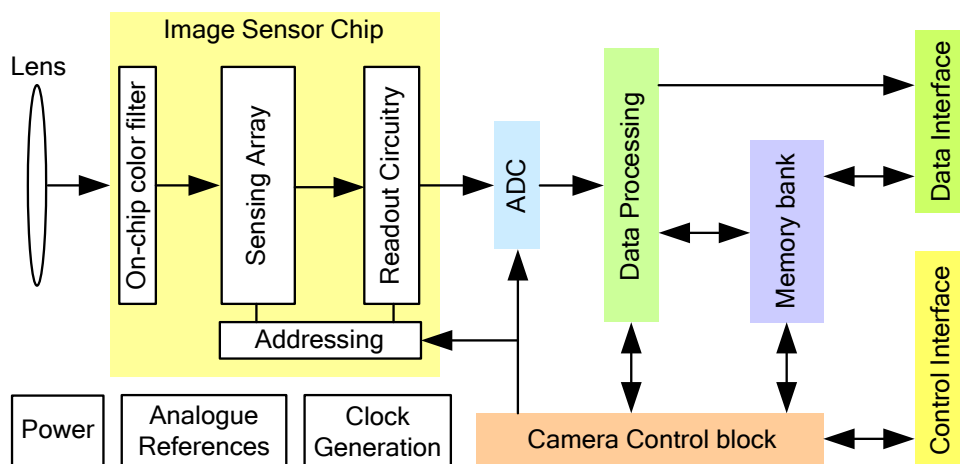 Image Sensor Chip
Lens
On-chip color filter
Sensing Array
Readout Circuitry
Addressing
ADC
Data Processing
Memory bank
Data Interface
Control Interface
Camera Control block
Power
Analogue
References
Clock
Generation